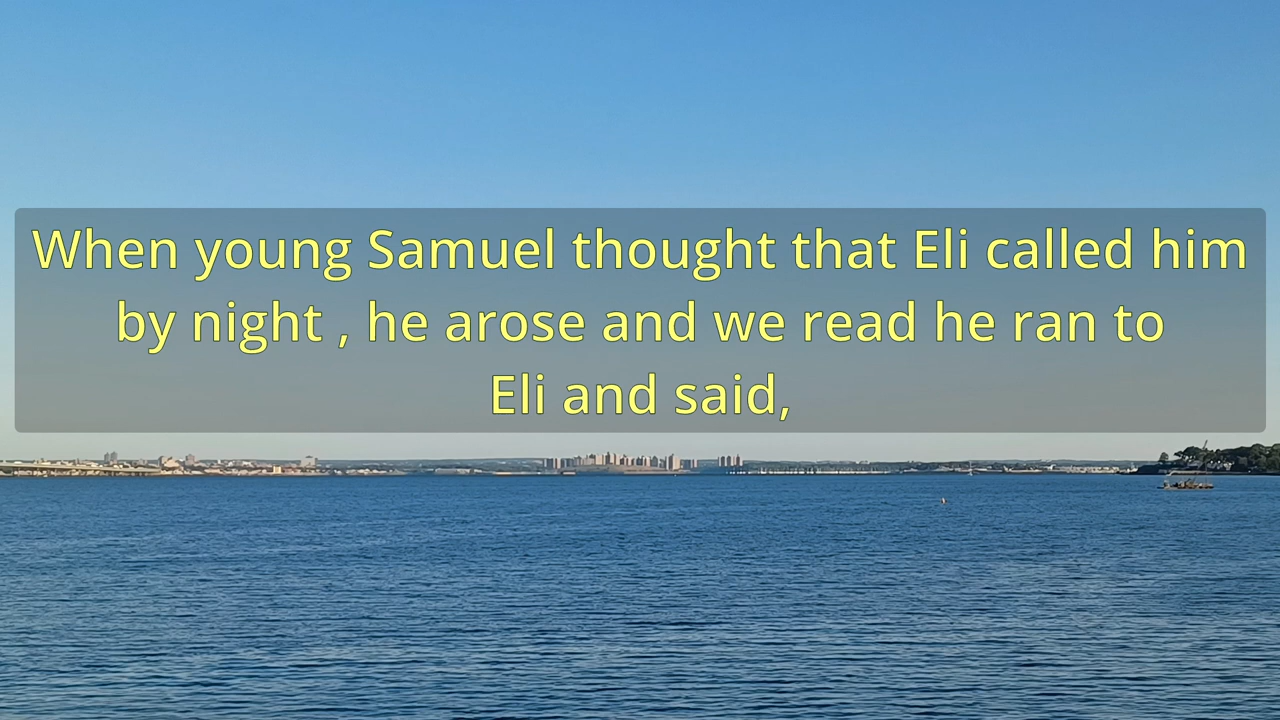 When young Samuel thought that Eli called him
by night , he arose and we read he ran to
Eli and said,